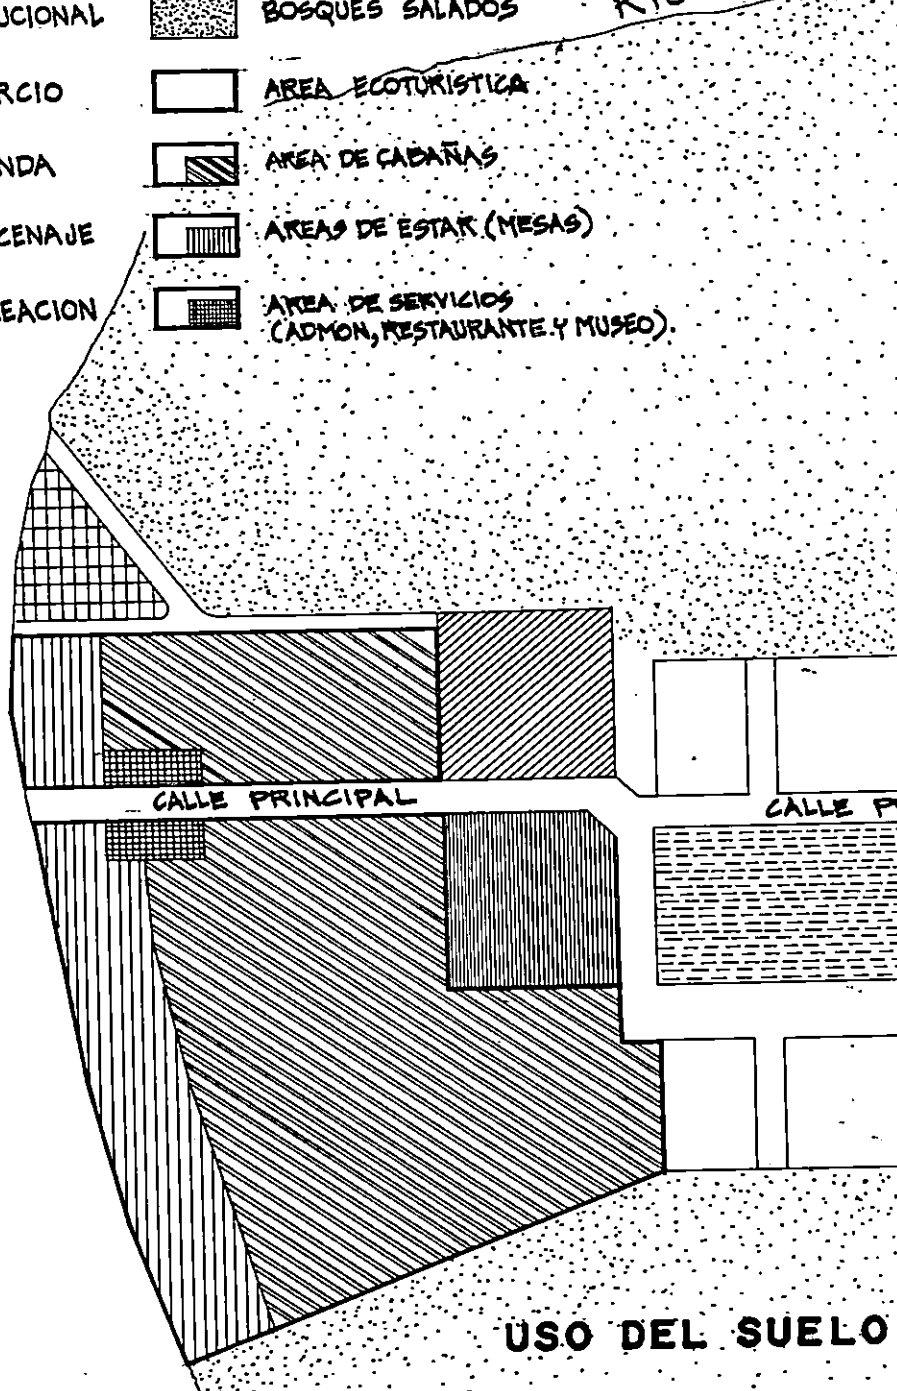 UCIONAL
BOSQUES SALADOS
RIO
RCIO
AREA ECOTURISTICA
NDA
AREA DE CABAÑAS
CENAJE
AREAS DE ESTAR (MESAS)
EACION
AREA DE SERVICIOS
(ADMON, RESTAURANTE Y MUSEO).
CALLE PRINCIPAL
CALLE P
USO DEL SUELO